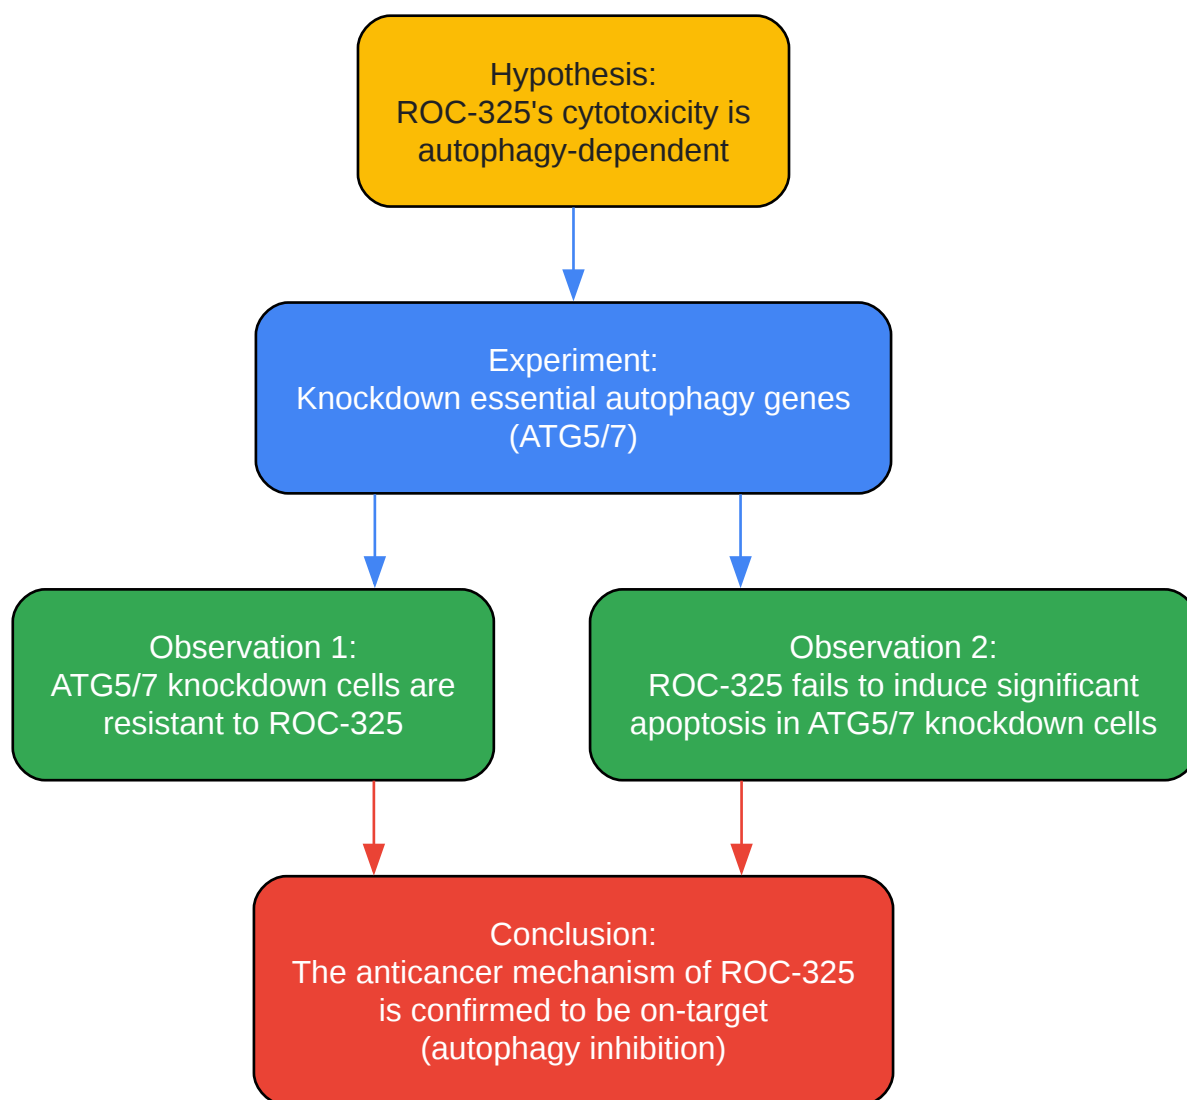 Hypothesis:
ROC-325's cytotoxicity is
autophagy-dependent
Experiment:
Knockdown essential autophagy genes
(ATG5/7)
Observation 1:
ATG5/7 knockdown cells are
resistant to ROC-325
Observation 2:
ROC-325 fails to induce significant
apoptosis in ATG5/7 knockdown cells
Conclusion:
The anticancer mechanism of ROC-325
is confirmed to be on-target
(autophagy inhibition)